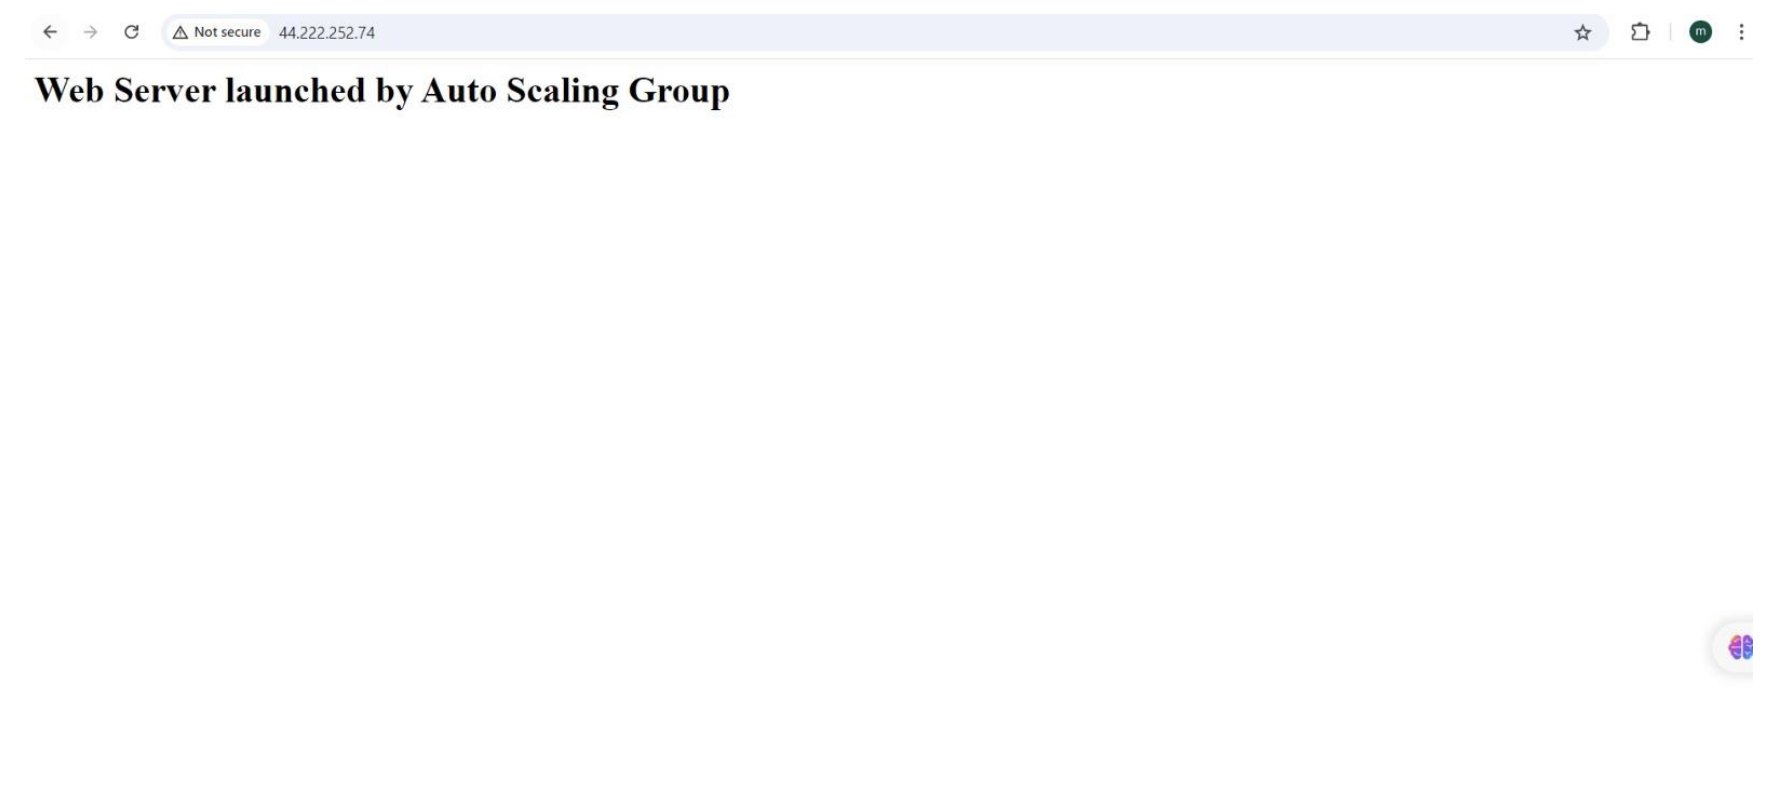 Not secure 44.222.252.74
m
Web Server launched by Auto Scaling Group